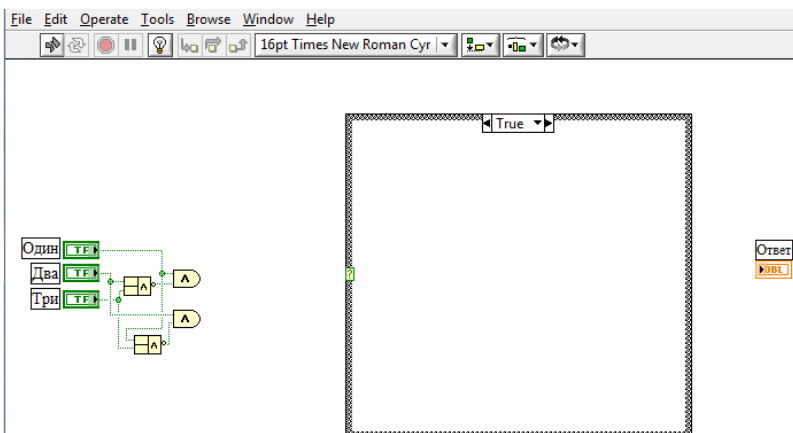 File Edit Operate Tools Browse Window Help
16pt Times New Roman Cyr
True
Один TF
Два TF
Три TF
?
Ответ
DBL